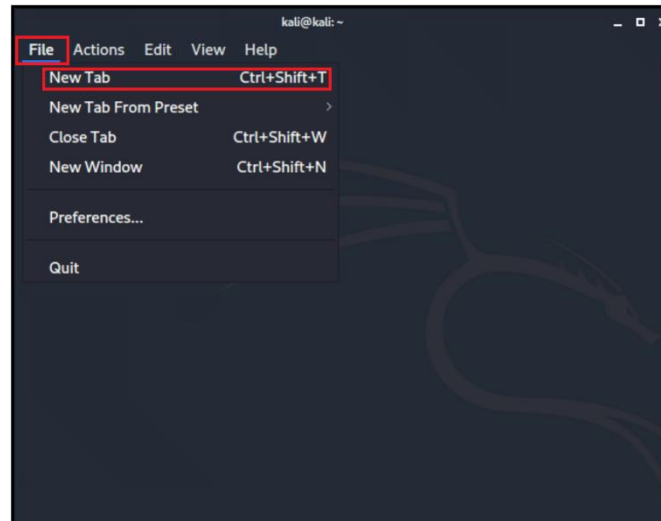 kali@kali: ~
File Actions Edit View Help
New Tab Ctrl+Shift+T
New Tab From Preset
Close Tab Ctrl+Shift+W
New Window Ctrl+Shift+N
Preferences...
Quit